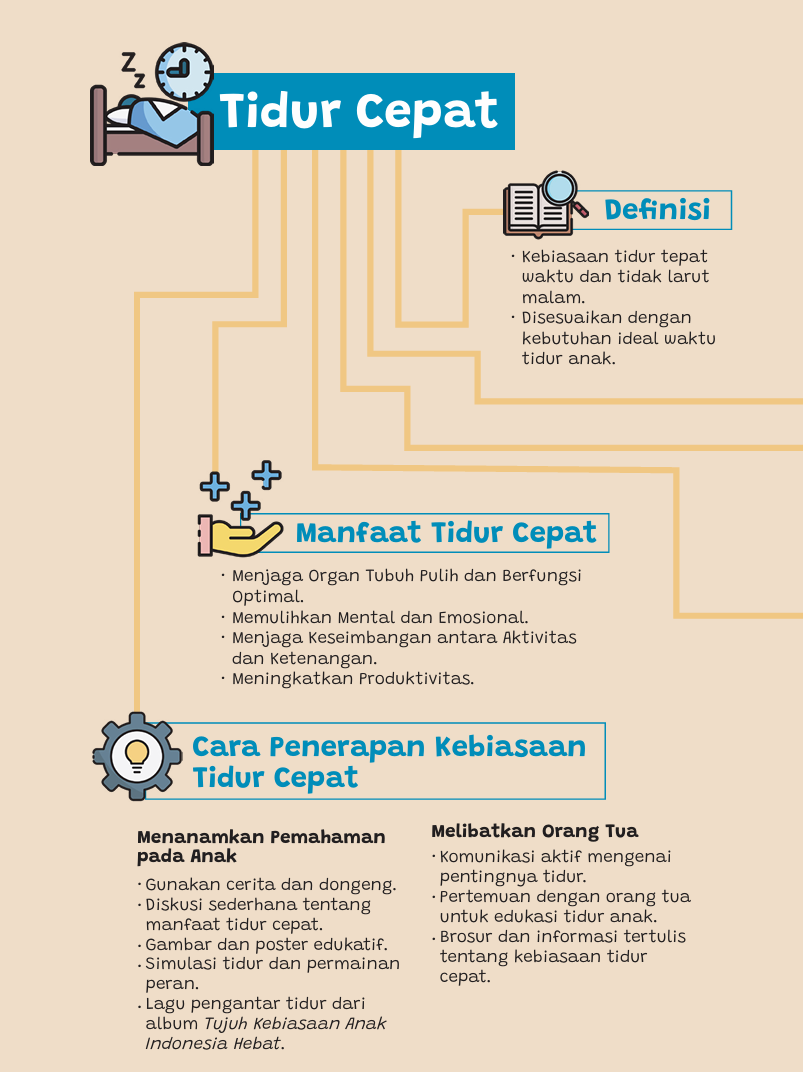 Z
z
Tidur Cepat
Definisi
· Kebiasaan tidur tepat
waktu dan tidak larut
malam.
· Disesuaikan dengan
kebutuhan ideal waktu
tidur anak.
Manfaat Tidur Cepat
· Menjaga Organ Tubuh Pulih dan Berfungsi
Optimal.
· Memulihkan Mental dan Emosional.
· Menjaga Keseimbangan antara Aktivitas
dan Ketenangan.
· Meningkatkan Produktivitas.
Cara Penerapan Kebiasaan
Tidur Cepat
Menanamkan Pemahaman
pada Anak
· Gunakan cerita dan dongeng.
· Diskusi sederhana tentang
manfaat tidur cepat.
· Gambar dan poster edukatif.
· Simulasi tidur dan permainan
peran.
· Lagu pengantar tidur dari
album Tujuh Kebiasaan Anak
Indonesia Hebat.
Melibatkan Orang Tua
· Komunikasi aktif mengenai
pentingnya tidur.
· Pertemuan dengan orang tua
untuk edukasi tidur anak.
· Brosur dan informasi tertulis
tentang kebiasaan tidur
cepat.